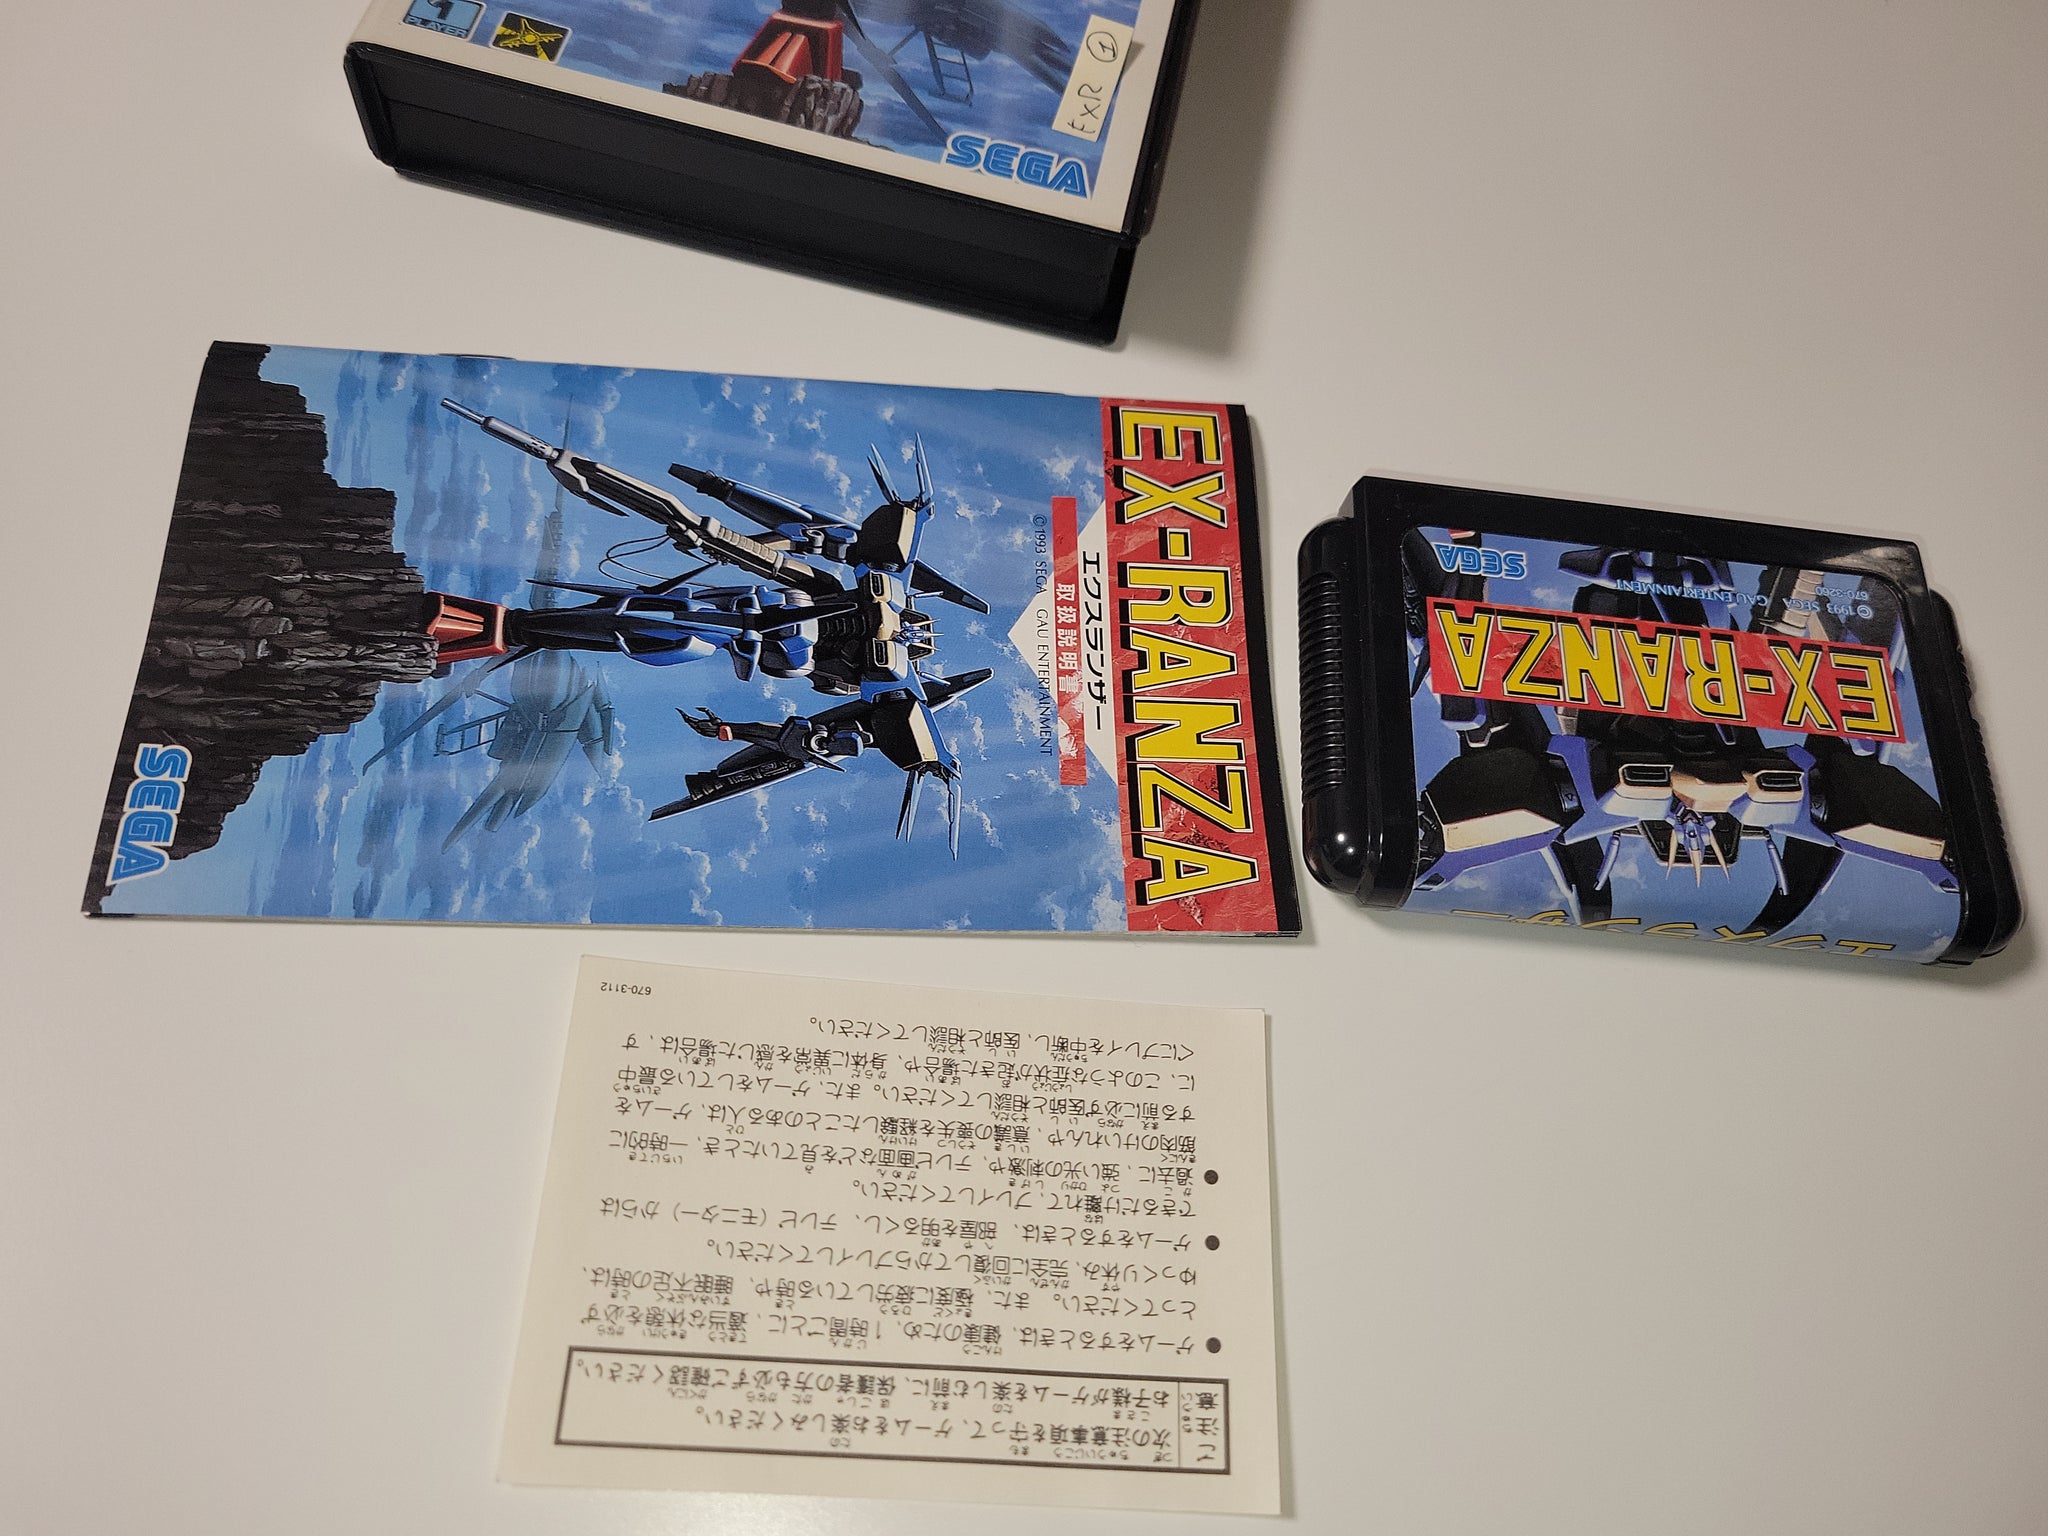 1
PLAYER
SEGA
① EXラ
EX-RANZA
エクスランザー
取扱説明書
©1993 SEGA GAU ENTERTAINMENT
SEGA
エクスランザー
EX-RANZA
©1993 SEGA GAU ENTERTAINMENT
670-3260
SEGA
ご注意
次の注意事項を守って、ゲームをお楽しみください。
お子様がゲームを楽しむ前に、保護者の方も必ずご確認ください。
● ゲームをするときは、健康のため、1時間ごとに、適当な休憩を必ず
とってください。また、極度に疲労している時や、睡眠不足の時は、
ゆっくり休み、完全に回復してからプレイしてください。
● ゲームをするときは、部屋を明るくし、テレビ(モニター)からは
できるだけ離れて、プレイしてください。
● 過去に、強い光の刺激や、テレビ画面などを見ていたとき、一時的に
筋肉のけいれんや、意識の喪失を経験したことのある人は、ゲームを
する前に必ず医師と相談してください。また、ゲームをしている最中
に、このような症状が起きた場合や、身体に異常を感じた場合は、す
ぐにプレイを中断し、医師と相談してください。
670-3112